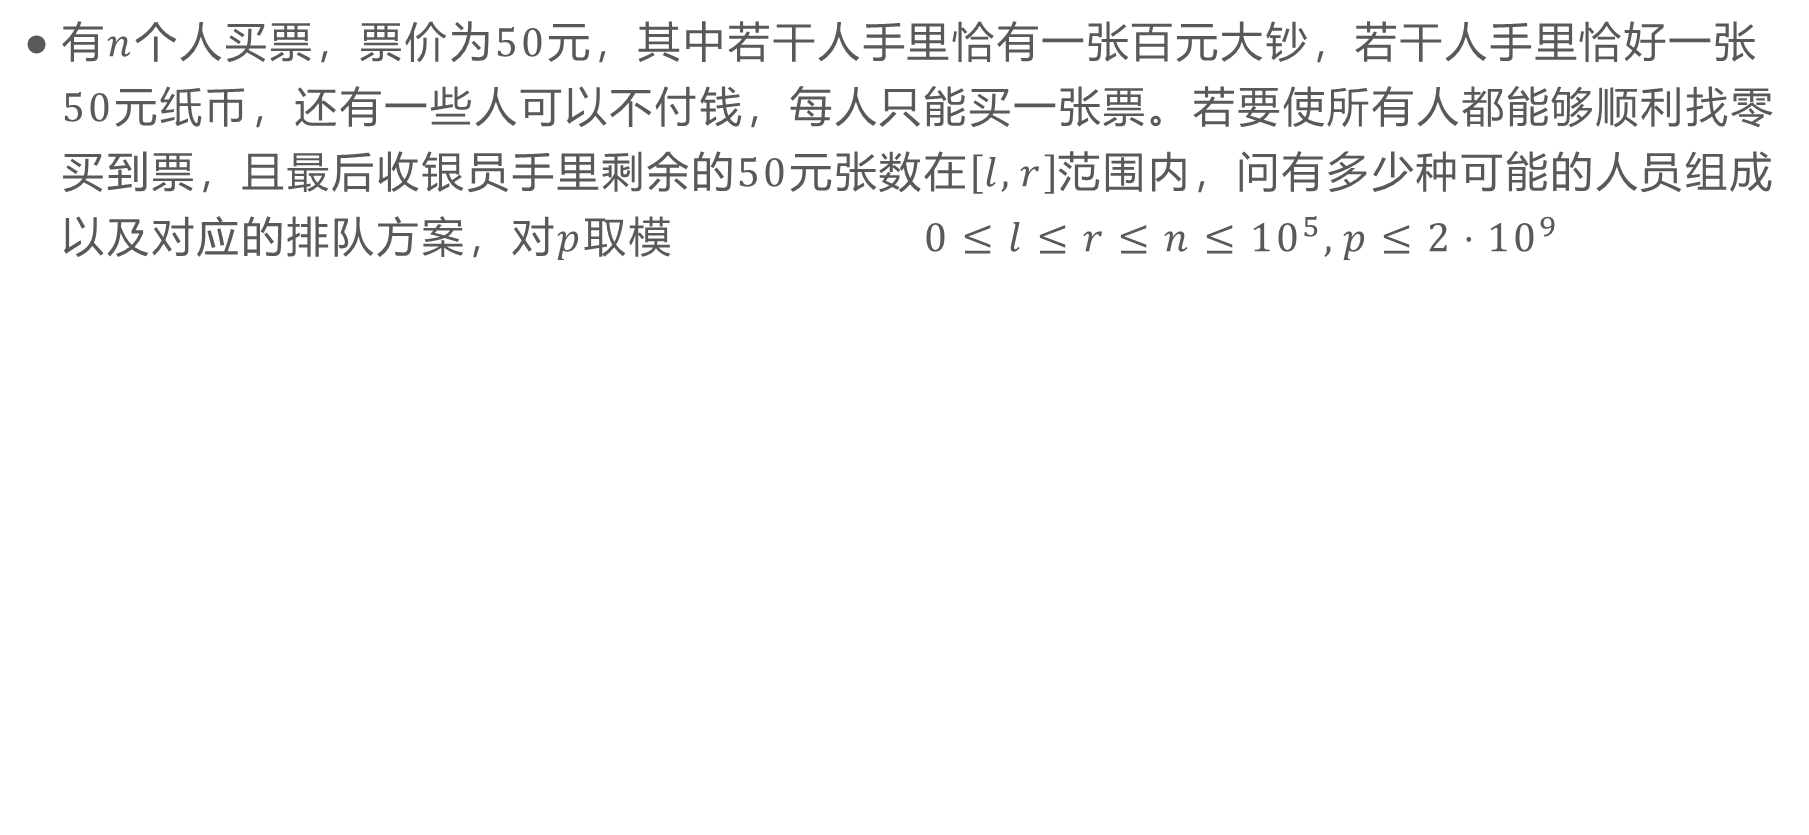 • 有n个人买票，票价为50元，其中若干人手里恰有一张百元大钞，若干人手里恰好一张
50元纸币，还有一些人可以不付钱，每人只能买一张票。若要使所有人都能够顺利找零
买到票，且最后收银员手里剩余的50元张数在[l, r]范围内，问有多少种可能的人员组成
以及对应的排队方案，对p取模 0 ≤ l ≤ r ≤ n ≤ 10⁵, p ≤ 2 · 10⁹